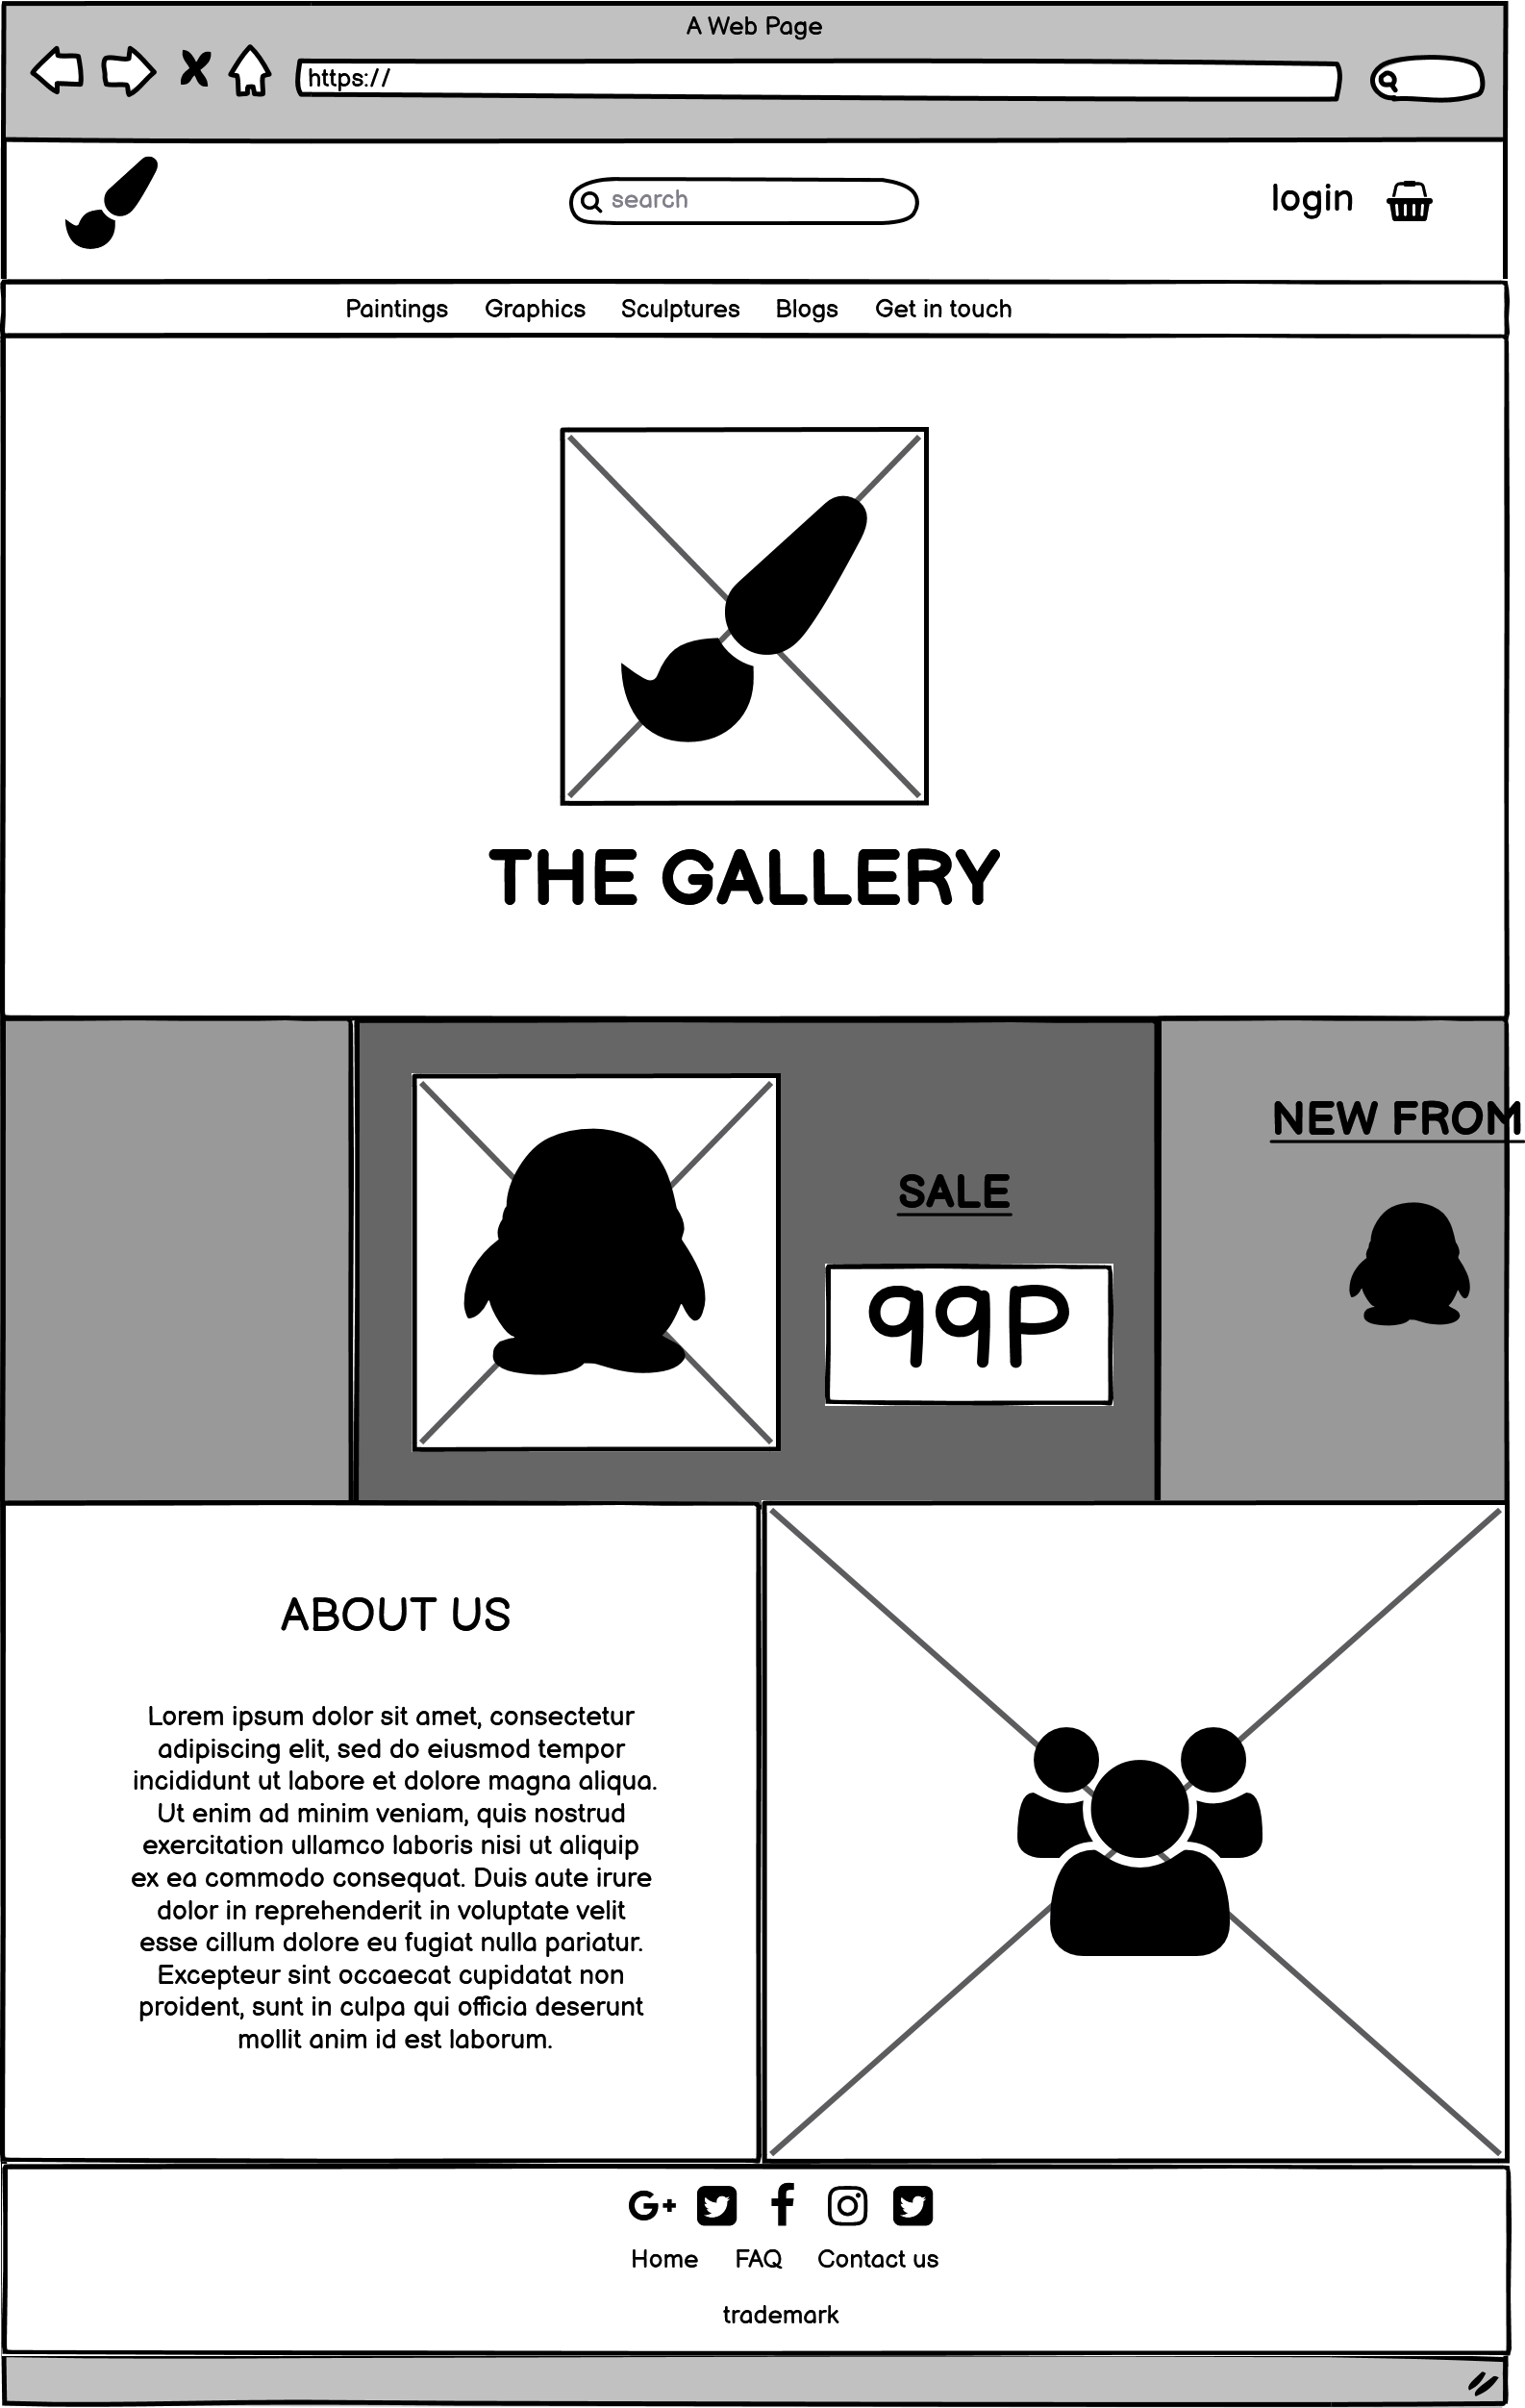 A Web Page
https://
search
login
Paintings Graphics Sculptures Blogs Get in touch
THE GALLERY
NEW FROM
SALE
99P
ABOUT US
Lorem ipsum dolor sit amet, consectetur
adipiscing elit, sed do eiusmod tempor
incididunt ut labore et dolore magna aliqua.
Ut enim ad minim veniam, quis nostrud
exercitation ullamco laboris nisi ut aliquip
ex ea commodo consequat. Duis aute irure
dolor in reprehenderit in voluptate velit
esse cillum dolore eu fugiat nulla pariatur.
Excepteur sint occaecat cupidatat non
proident, sunt in culpa qui officia deserunt
mollit anim id est laborum.
G+
Home FAQ Contact us
trademark